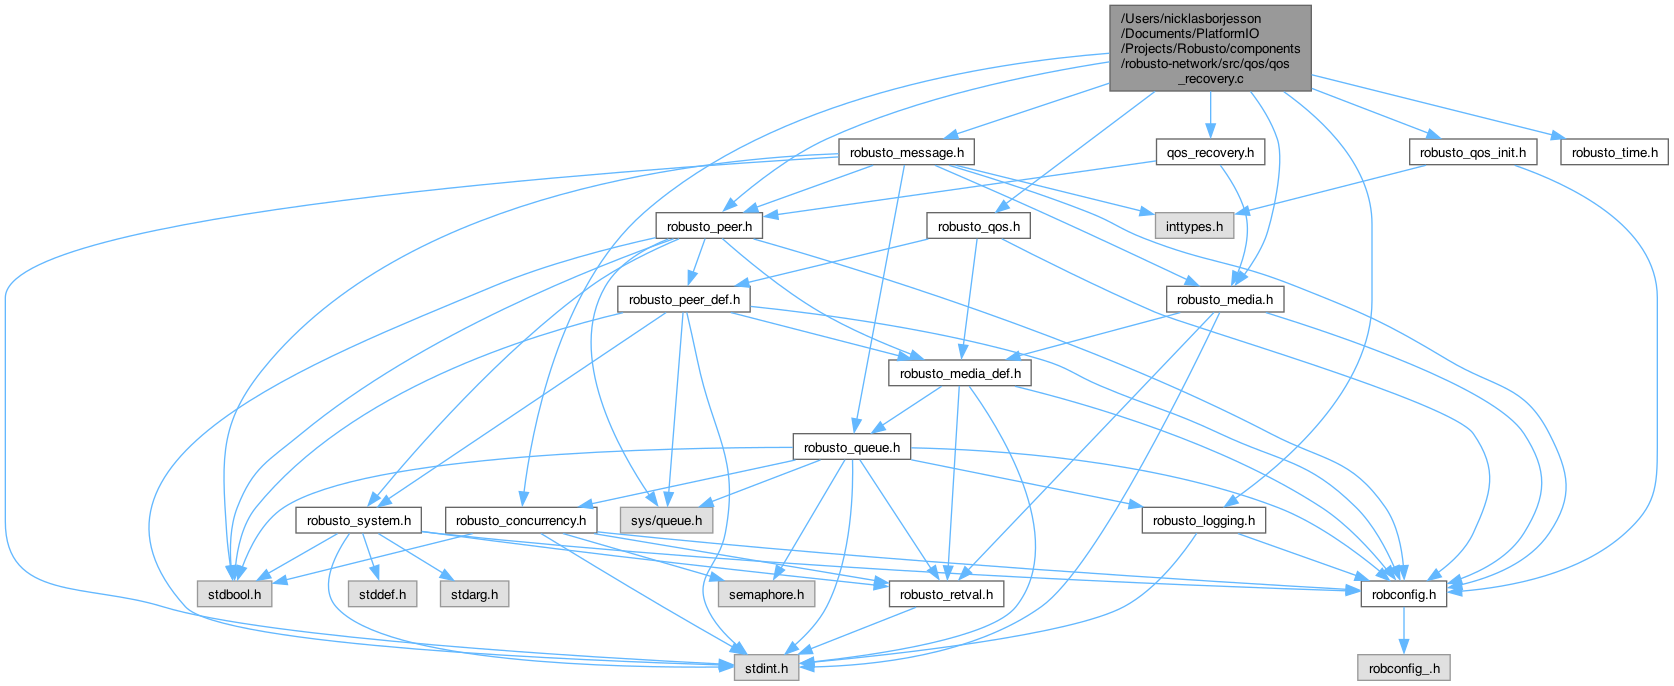 /Users/nicklasborjesson
/Documents/PlatformIO
/Projects/Robusto/components
/robusto-network/src/qos/qos
_recovery.c
robusto_message.h
qos_recovery.h
robusto_qos_init.h
robusto_time.h
robusto_peer.h
robusto_qos.h
inttypes.h
robusto_peer_def.h
robusto_media.h
robusto_media_def.h
robusto_queue.h
robusto_system.h
robusto_concurrency.h
sys/queue.h
robusto_logging.h
stdbool.h
stddef.h
stdarg.h
semaphore.h
robusto_retval.h
robconfig.h
stdint.h
robconfig_.h